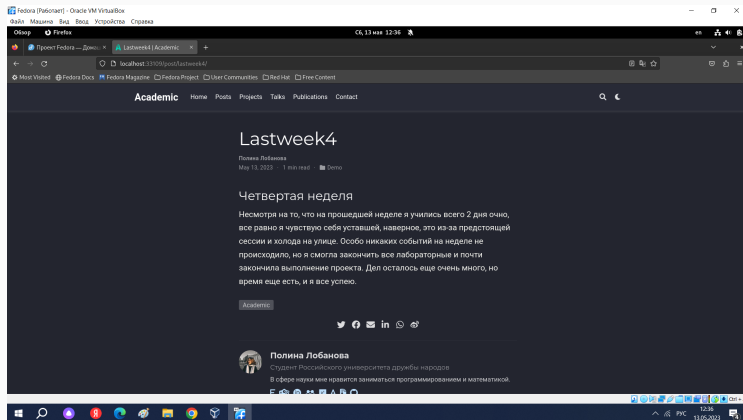 Fedora [Работает] - Oracle VM VirtualBox
Файл Машина Вид Ввод Устройства Справка
Обзор Firefox Сб, 13 мая 12:36 en
Проект Fedora — Домаш Lastweek4 | Academic
localhost:33109/post/lastweek4/
Most Visited Fedora Docs Fedora Magazine Fedora Project User Communities Red Hat Free Content
Academic Home Posts Projects Talks Publications Contact
Lastweek4
Полина Лобанова
May 13, 2023 · 1 min read · Demo
Четвертая неделя
Несмотря на то, что на прошедшей неделе я училась всего 2 дня очно,
все равно я чувствую себя уставшей, наверное, это из-за предстоящей
сессии и холода на улице. Особо никаких событий на неделе не
происходило, но я смогла закончить все лабораторные и почти
закончила выполнение проекта. Дел осталось еще очень много, но
время еще есть, и я все успею.
Academic
Полина Лобанова
Студент Российского университета дружбы народов
В сфере науки мне нравится заниматься программированием и математикой.
РУС 12:36
13.05.2023